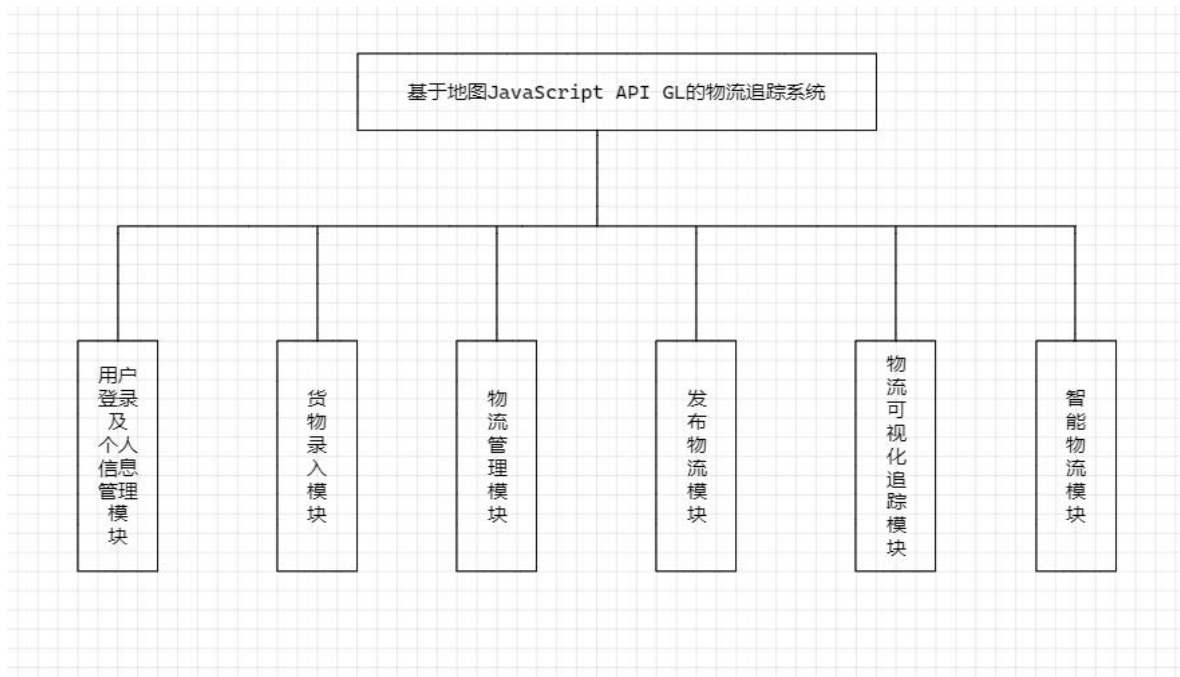 基于地图JavaScript API GL的物流追踪系统
用户
登录
及
个人
信息
管理
模
块
货
物
录
入
模
块
物
流
管
理
模
块
发
布
物
流
模
块
物
流
可
视
化
追
踪
模
块
智
能
物
流
模
块